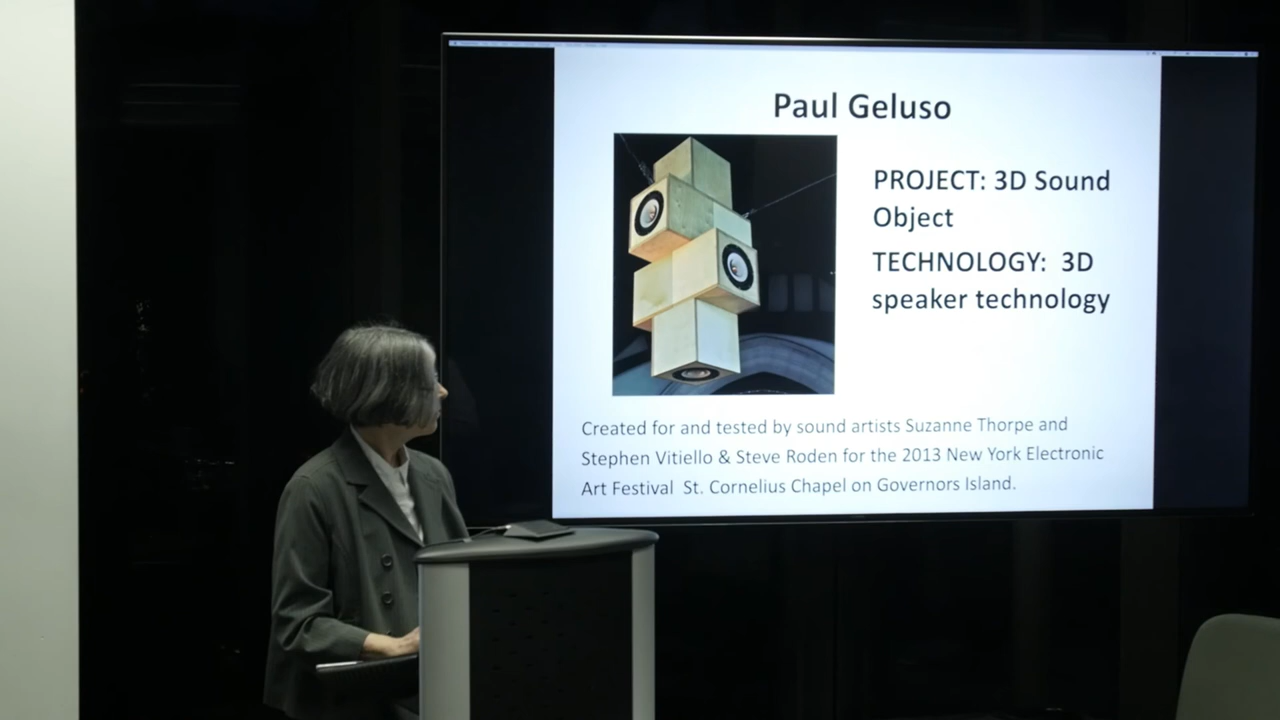 Paul Geluso
PROJECT: 3D Sound
Object
TECHNOLOGY:  3D
speaker technology
Created for and tested by sound artists Suzanne Thorpe and
Stephen Vitiello & Steve Roden for the 2013 New York Electronic
Art Festival  St. Cornelius Chapel on Governors Island.